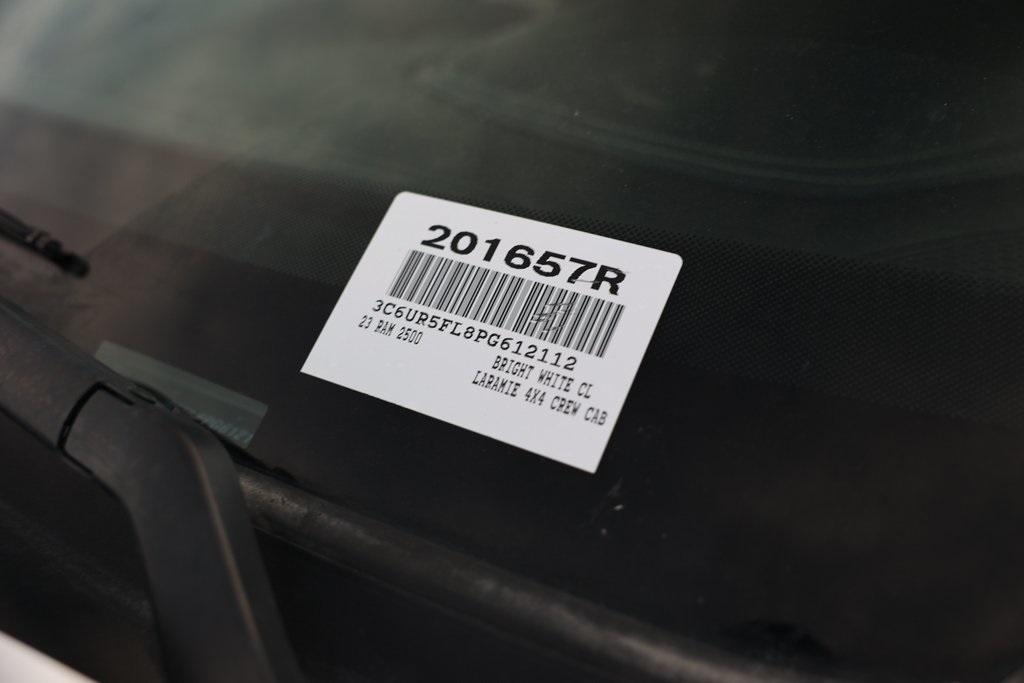 201657R
3C6UR5FL8PG612112
23 RAM 2500
BRIGHT WHITE CL
LARAMIE 4X4 CREW CAB